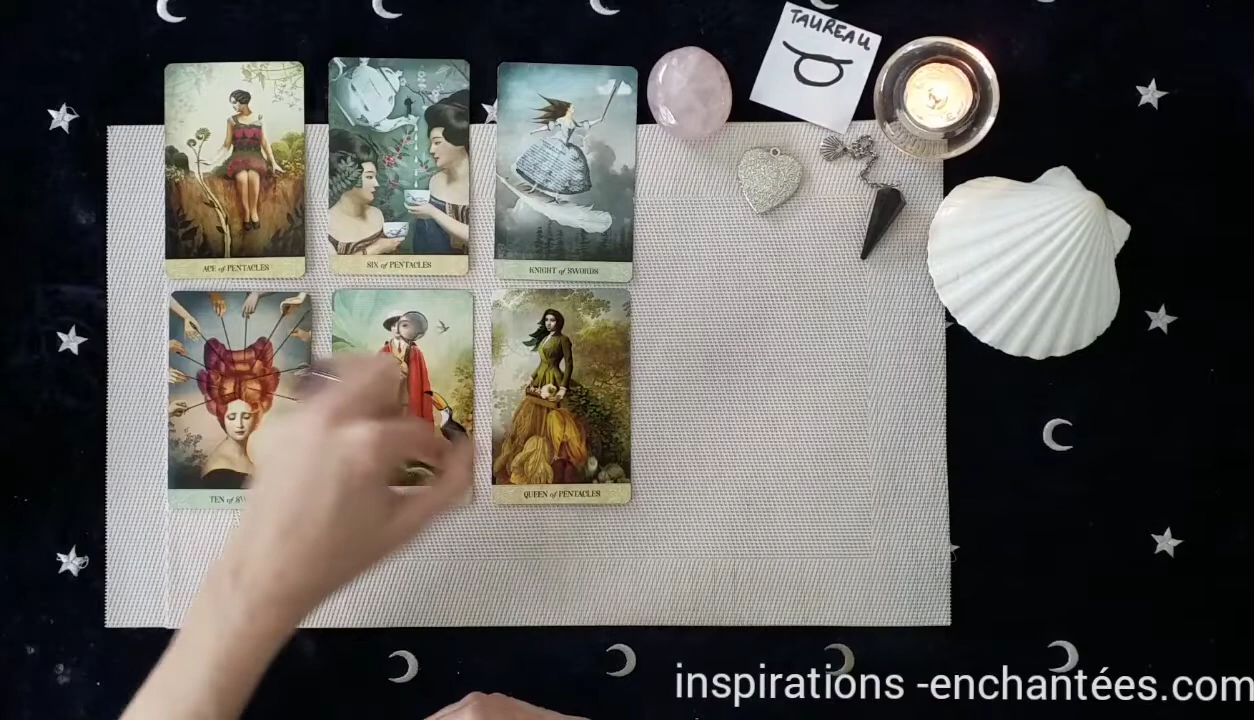 TAUREAU
ACE of PENTACLES
SIX of PENTACLES
KNIGHT of SWORDS
TEN of
QUEEN of PENTACLES
inspirations -enchantées.com